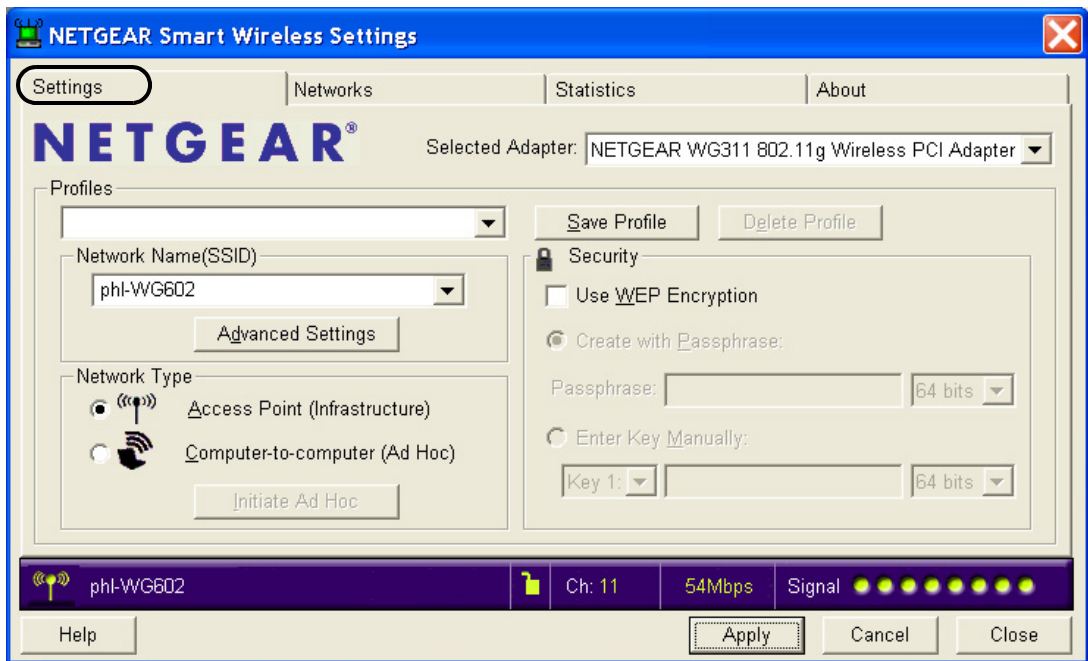 NETGEAR Smart Wireless Settings
Settings Networks Statistics About
NETGEAR® Selected Adapter: NETGEAR WG311 802.11g Wireless PCI Adapter
Profiles
Save Profile Delete Profile
Network Name(SSID)
phl-WG602
Advanced Settings
Network Type
Access Point (Infrastructure)
Computer-to-computer (Ad Hoc)
Initiate Ad Hoc
Security
Use WEP Encryption
Create with Passphrase:
Passphrase: 64 bits
Enter Key Manually:
Key 1: 64 bits
phl-WG602 Ch: 11 54Mbps Signal
Help Apply Cancel Close